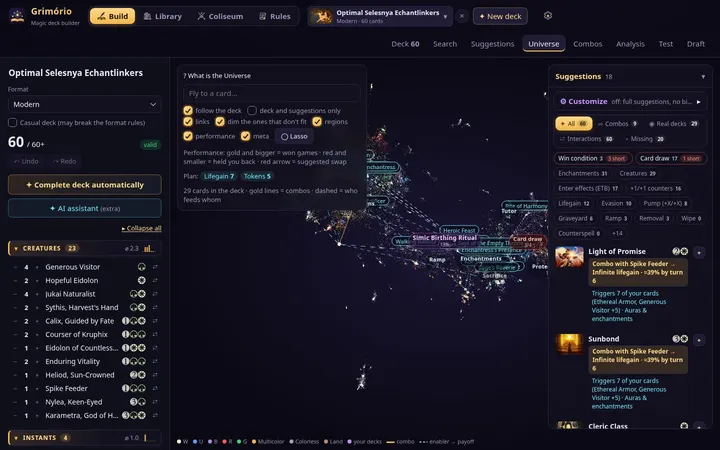 Grimório
Magic deck builder
Build
Library
Coliseum
Rules
Optimal Selesnya Echantlinkers
Modern · 60 cards
+ New deck
Deck 60
Search
Suggestions
Universe
Combos
Analysis
Test
Draft
Optimal Selesnya Echantlinkers
Format
Modern
Casual deck (may break the format rules)
60 / 60+
valid
Undo
Redo
Complete deck automatically
AI assistant (extra)
Collapse all
CREATURES 23
ø 2.3
4 Generous Visitor
2 Hopeful Eidolon
4 Jukai Naturalist
2 Sythis, Harvest's Hand
2 Calix, Guided by Fate
2 Courser of Kruphix
1 Eidolon of Countless...
2 Enduring Vitality
1 Heliod, Sun-Crowned
1 Spike Feeder
1 Nylea, Keen-Eyed
1 Karametra, God of H...
INSTANTS 4
ø 1.0
? What is the Universe
Fly to a card...
follow the deck
deck and suggestions only
links
dim the ones that don't fit
regions
performance
meta
Lasso
Performance: gold and bigger = won games · red and
smaller = held you back · red arrow = suggested swap
Plan:
Lifegain 7
Tokens 5
29 cards in the deck · gold lines = combos · dashed = who
feeds whom
Heroic Feast
Simic Birthing Ritual
Tutor
Card draw
Enchantments
Ramp
Sacrifice
W
U
B
R
G
Multicolor
Colorless
Land
your decks
combo
enabler → payoff
Suggestions 18
Customize
off: full suggestions, no bi...
All 60
Combos 9
Real decks 29
Interactions 60
Missing 20
Win condition 3
3 short
Card draw 17
1 short
Enchantments 31
Creatures 29
Enter effects (ETB) 17
+1/+1 counters 16
Lifegain 12
Evasion 10
Pump (+X/+X) 8
Graveyard 6
Ramp 3
Removal 3
Wipe 0
Counterspell 0
+14
Light of Promise
Combo with Spike Feeder →
Infinite lifegain · ≈39% by turn
6
Triggers 7 of your cards
(Ethereal Armor, Generous
Visitor +5) · Auras &
enchantments
Sunbond
Combo with Spike Feeder →
Infinite lifegain · ≈39% by turn
6
Triggers 7 of your cards
(Ethereal Armor, Generous
Visitor +5) · Auras &
enchantments
Cleric Class